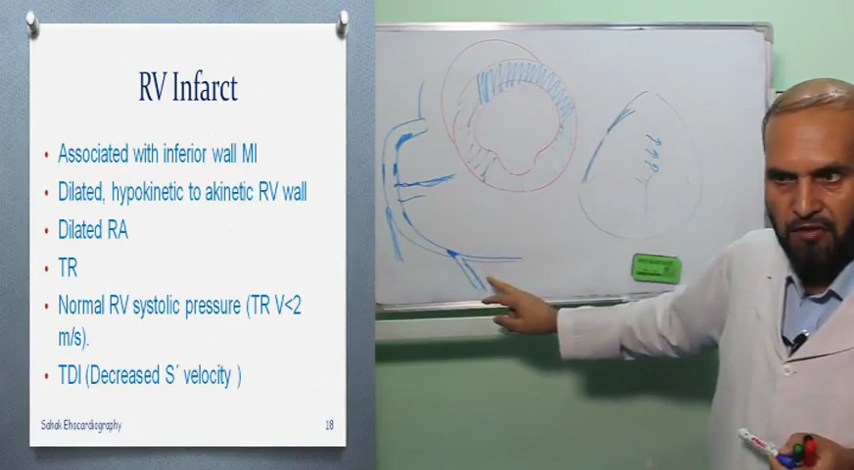 RV Infarct
• Associated with inferior wall MI
• Dilated, hypokinetic to akinetic RV wall
• Dilated RA
• TR
• Normal RV systolic pressure (TR V<2
m/s).
• TDI (Decreased S´ velocity )
Sahak Ehocardiography 18